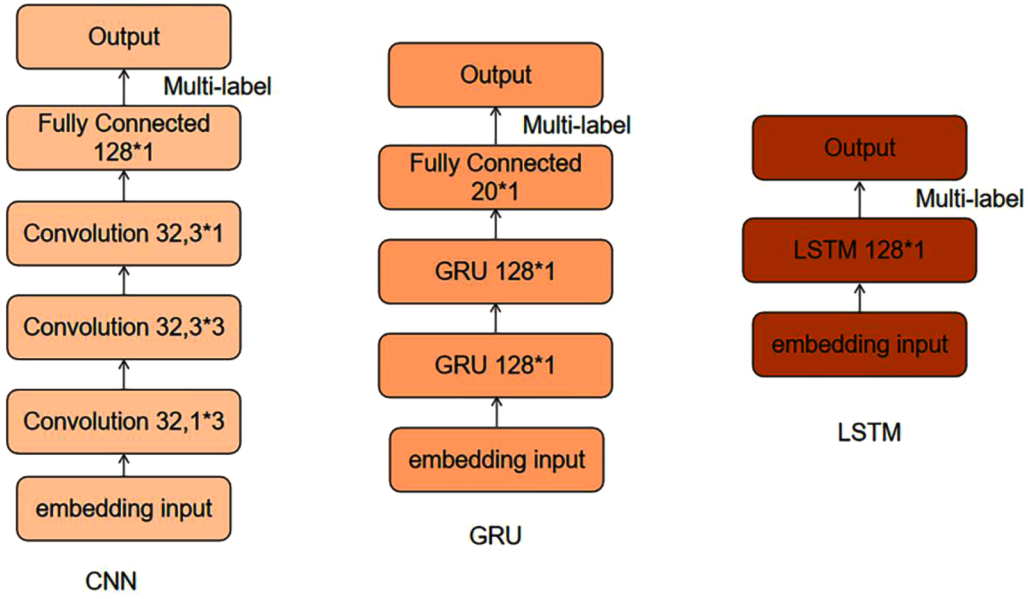 Output
Multi-label
Fully Connected
128*1
Convolution 32,3*1
Convolution 32,3*3
Convolution 32,1*3
embedding input
CNN
Output
Multi-label
Fully Connected
20*1
GRU 128*1
GRU 128*1
embedding input
GRU
Output
Multi-label
LSTM 128*1
embedding input
LSTM